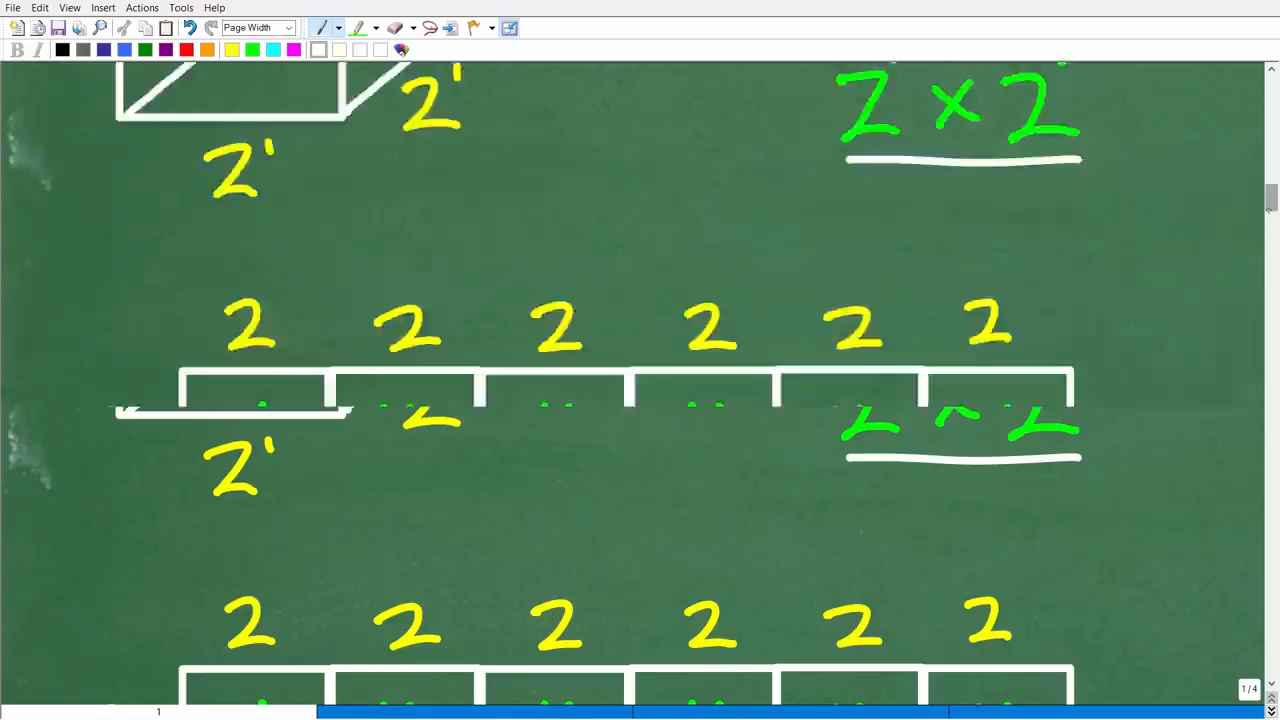 File Edit View Insert Actions Tools Help
Page Width
B I
2'
2'
2 × 2
2 2 2 2 2 2
2'
2 2 2 2 2 2
1/4
1